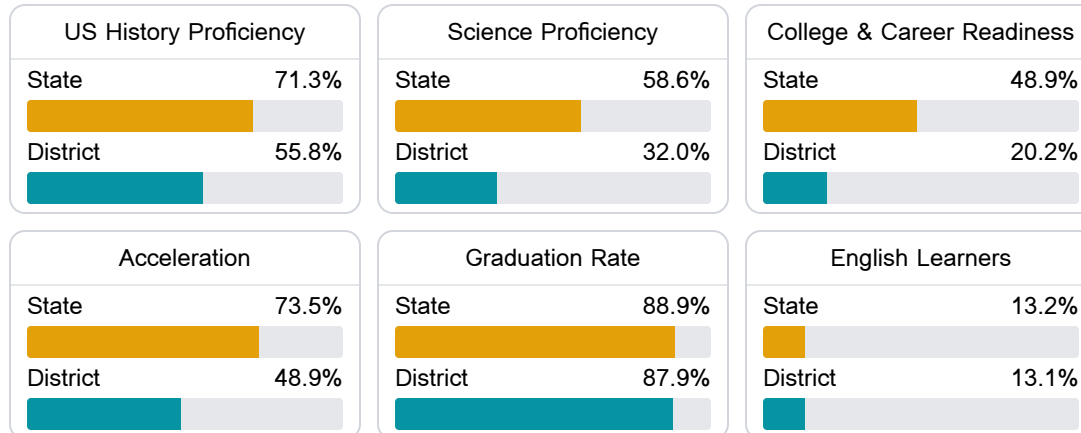 US History Proficiency
State 71.3%
District 55.8%
Science Proficiency
State 58.6%
District 32.0%
College & Career Readiness
State 48.9%
District 20.2%
Acceleration
State 73.5%
District 48.9%
Graduation Rate
State 88.9%
District 87.9%
English Learners
State 13.2%
District 13.1%